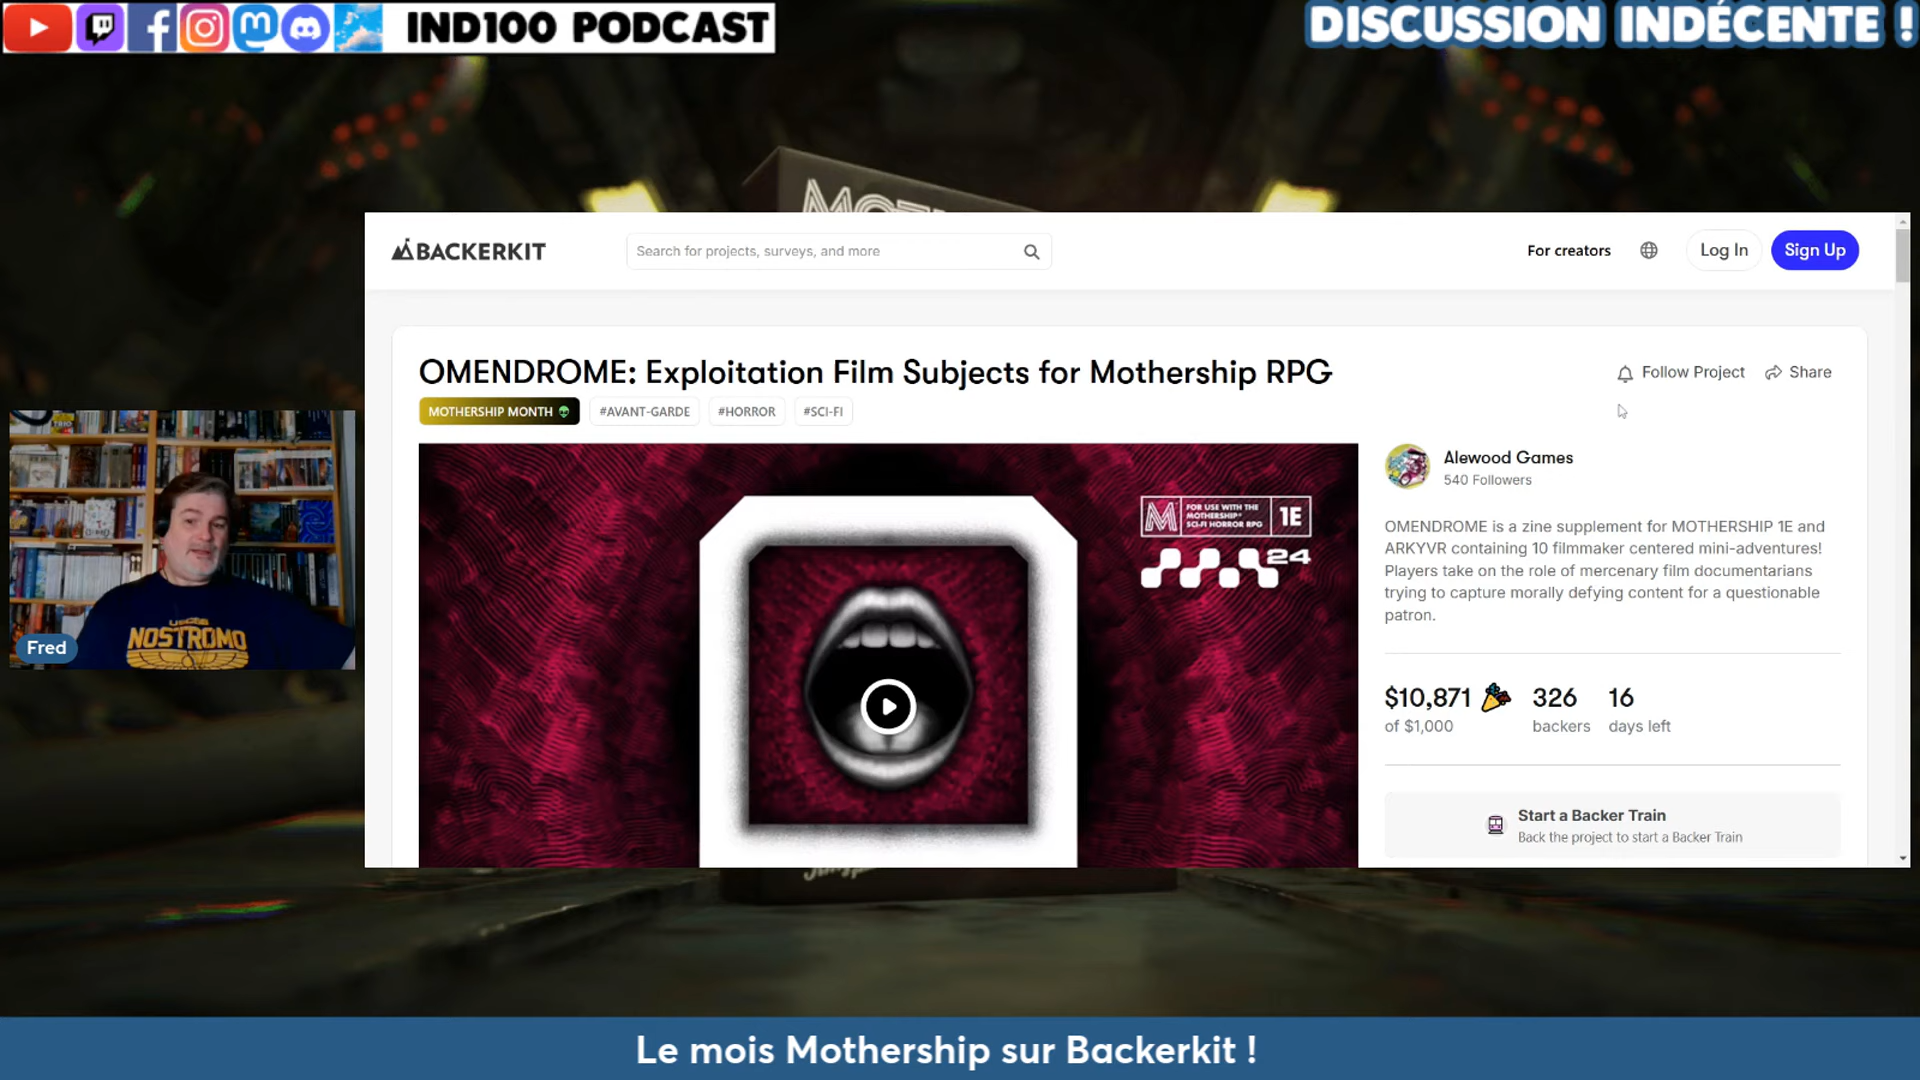 IND100 PODCAST
DISCUSSION INDÉCENTE !
BACKERKIT
Search for projects, surveys, and more
For creators
Log In
Sign Up
OMENDROME: Exploitation Film Subjects for Mothership RPG
Follow Project
Share
MOTHERSHIP MONTH
#AVANT-GARDE
#HORROR
#SCI-FI
M FOR USE WITH THE
MOTHERSHIP
SCI-FI HORROR RPG
1E
24
Alewood Games
540 Followers
OMENDROME is a zine supplement for MOTHERSHIP 1E and
ARKYVR containing 10 filmmaker centered mini-adventures!
Players take on the role of mercenary film documentarians
trying to capture morally defying content for a questionable
patron.
$10,871
326
16
of $1,000
backers
days left
Start a Backer Train
Back the project to start a Backer Train
NOSTROMO
Fred
Le mois Mothership sur Backerkit !